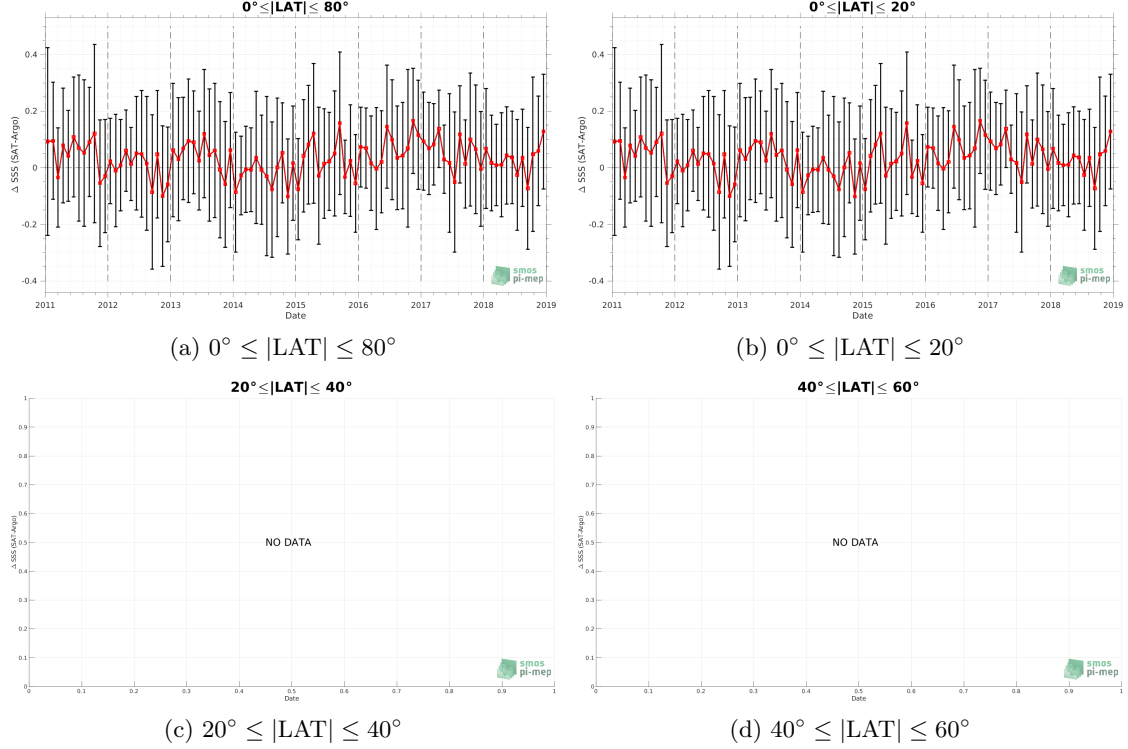 0°≤|LAT|≤ 80°
0.4
0.2
0
-0.2
-0.4
Δ SSS (SAT-Argo)
2011 2012 2013 2014 2015 2016 2017 2018 2019
Date
smos
pi-mep
(a) 0° ≤ |LAT| ≤ 80°
0°≤|LAT|≤ 20°
0.4
0.2
0
-0.2
-0.4
Δ SSS (SAT-Argo)
2011 2012 2013 2014 2015 2016 2017 2018 2019
Date
smos
pi-mep
(b) 0° ≤ |LAT| ≤ 20°
20°≤|LAT|≤ 40°
1
0.9
0.8
0.7
0.6
0.5
0.4
0.3
0.2
0.1
0
Δ SSS (SAT-Argo)
NO DATA
0 0.1 0.2 0.3 0.4 0.5 0.6 0.7 0.8 0.9 1
Date
smos
pi-mep
(c) 20° ≤ |LAT| ≤ 40°
40°≤|LAT|≤ 60°
1
0.9
0.8
0.7
0.6
0.5
0.4
0.3
0.2
0.1
0
Δ SSS (SAT-Argo)
NO DATA
0 0.1 0.2 0.3 0.4 0.5 0.6 0.7 0.8 0.9 1
Date
smos
pi-mep
(d) 40° ≤ |LAT| ≤ 60°